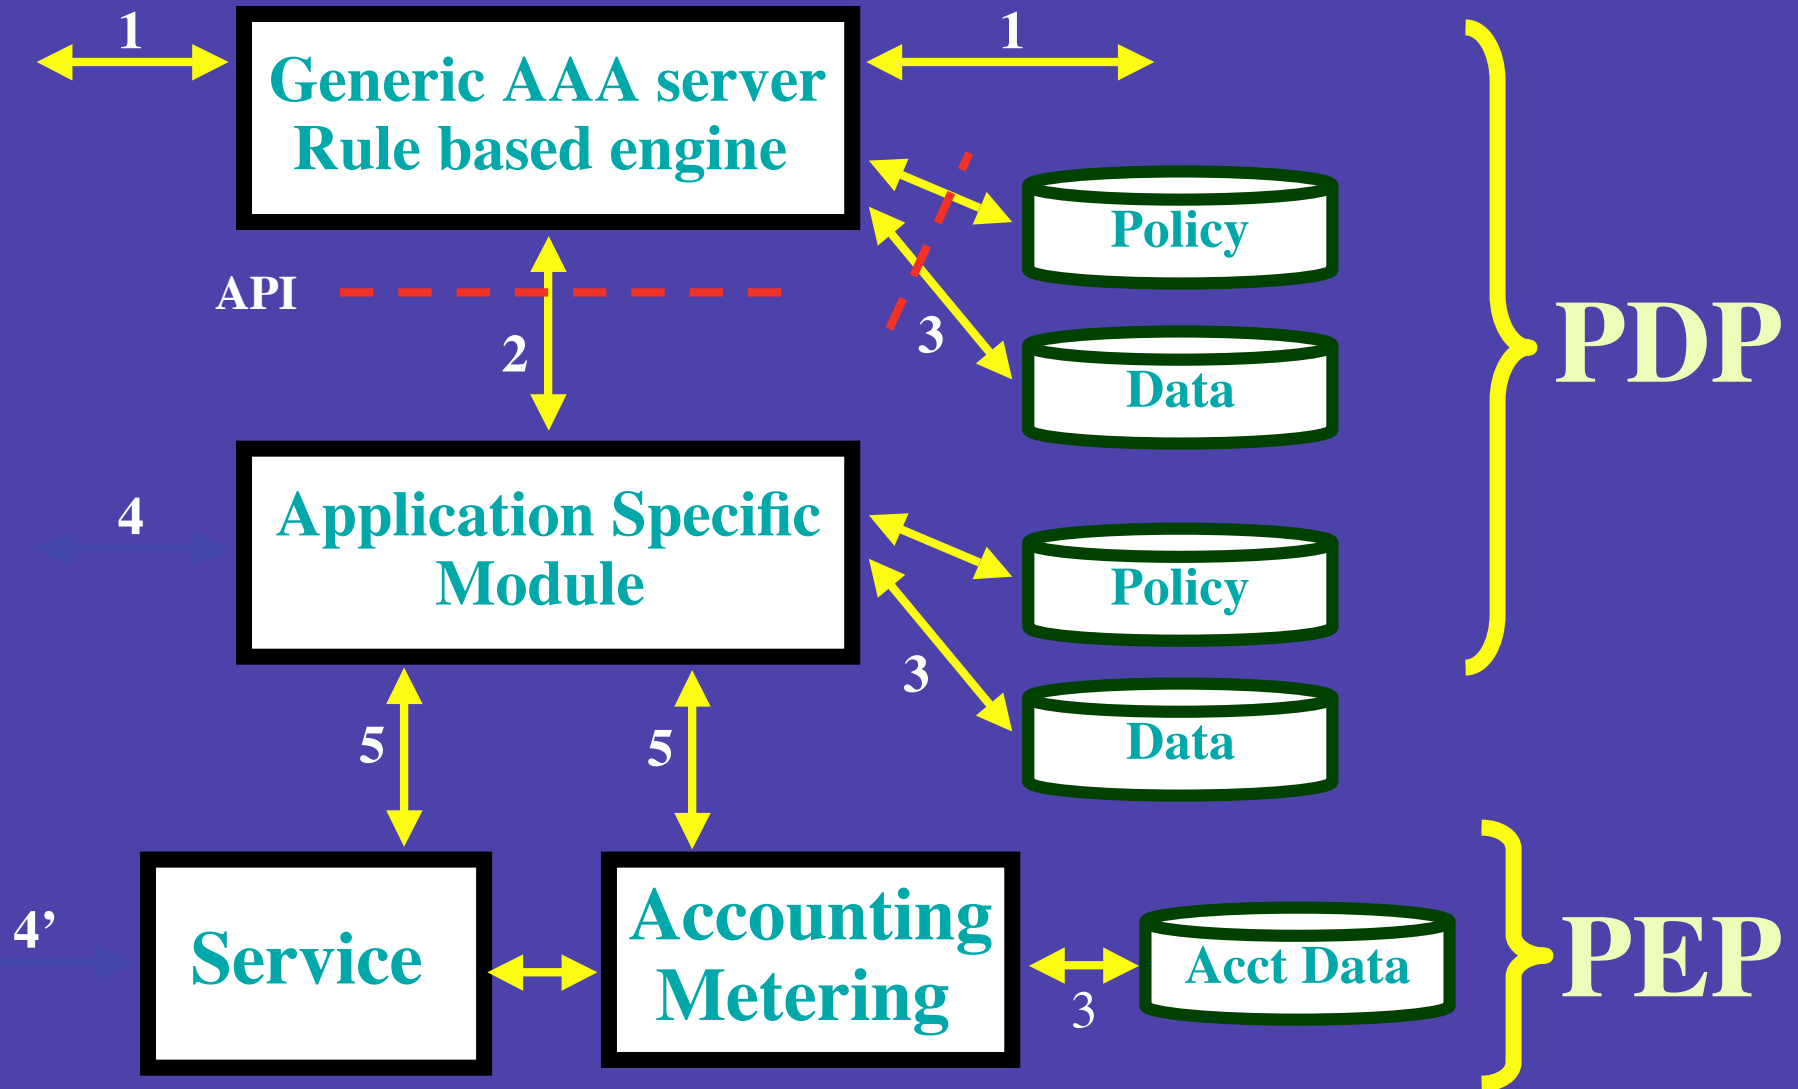 1
1
Generic AAA server
Rule based engine
Policy
API
2
3
Data
PDP
4
Application Specific
Module
Policy
3
Data
5
5
4’
Service
Accounting
Metering
3
Acct Data
PEP